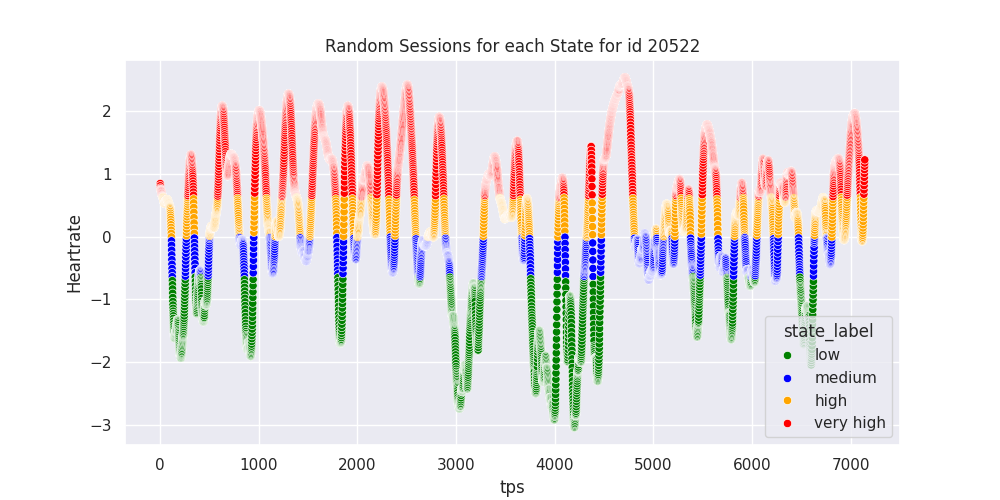 Random Sessions for each State for id 20522
Heartrate
2
1
0
−1
−2
−3
0 1000 2000 3000 4000 5000 6000 7000
tps
state_label
low
medium
high
very high